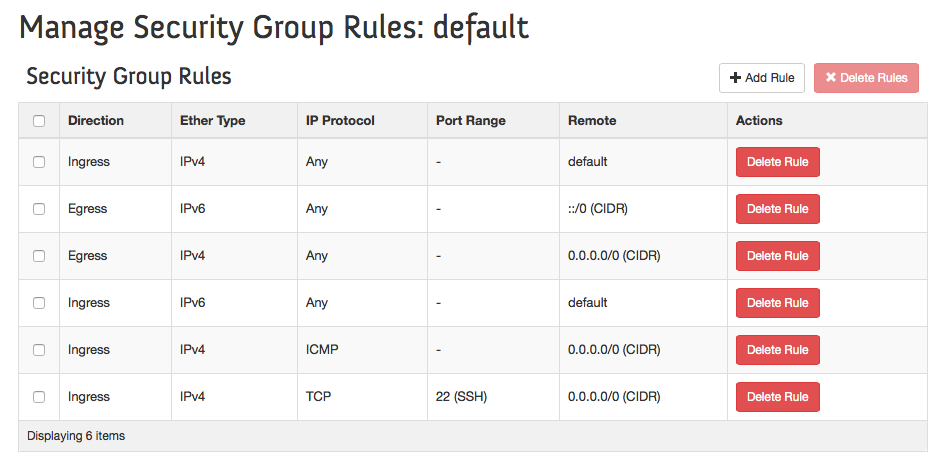 Manage Security Group Rules: default
Security Group Rules
+ Add Rule ✖ Delete Rules
Direction Ether Type IP Protocol Port Range Remote Actions
Ingress IPv4 Any - default Delete Rule
Egress IPv6 Any - ::/0 (CIDR) Delete Rule
Egress IPv4 Any - 0.0.0.0/0 (CIDR) Delete Rule
Ingress IPv6 Any - default Delete Rule
Ingress IPv4 ICMP - 0.0.0.0/0 (CIDR) Delete Rule
Ingress IPv4 TCP 22 (SSH) 0.0.0.0/0 (CIDR) Delete Rule
Displaying 6 items